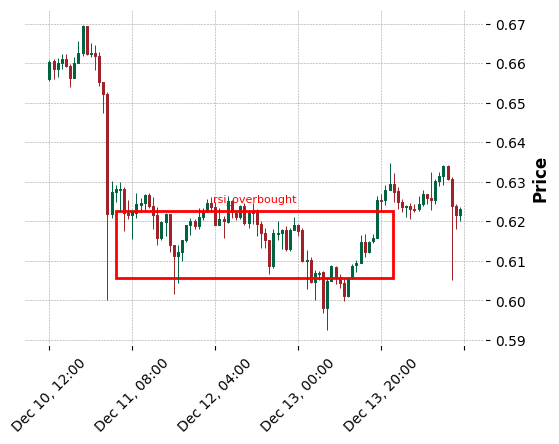 0.67
0.66
0.65
0.64
0.63
0.62
0.61
0.60
0.59
Price
rsi_overbought
Dec 10, 12:00
Dec 11, 08:00
Dec 12, 04:00
Dec 13, 00:00
Dec 13, 20:00